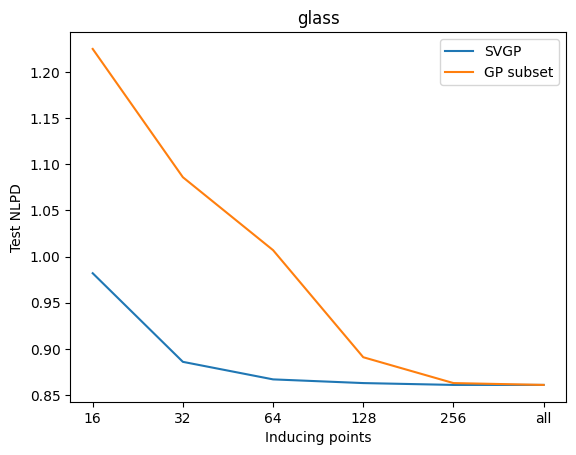 glass
SVGP
GP subset
Test NLPD
1.20
1.15
1.10
1.05
1.00
0.95
0.90
0.85
16 32 64 128 256 all
Inducing points